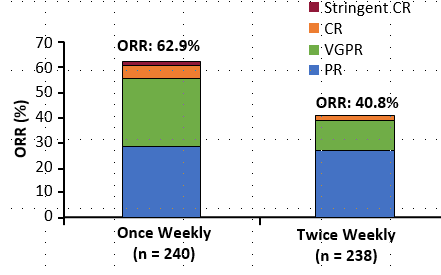 Stringent CR
CR
VGPR
PR
ORR (%)
70
60
50
40
30
20
10
0
ORR: 62.9%
ORR: 40.8%
Once Weekly
(n = 240)
Twice Weekly
(n = 238)